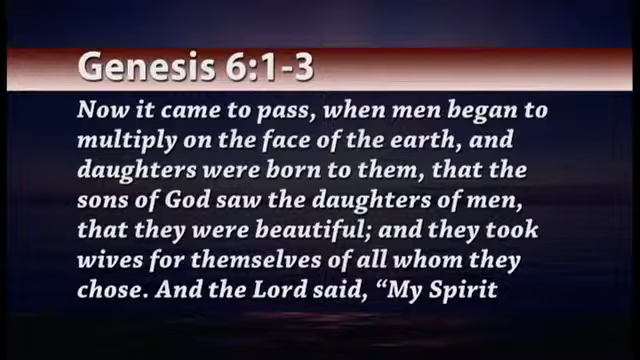 Genesis 6:1-3
Now it came to pass, when men began to
multiply on the face of the earth, and
daughters were born to them, that the
sons of God saw the daughters of men,
that they were beautiful; and they took
wives for themselves of all whom they
chose. And the Lord said, “My Spirit